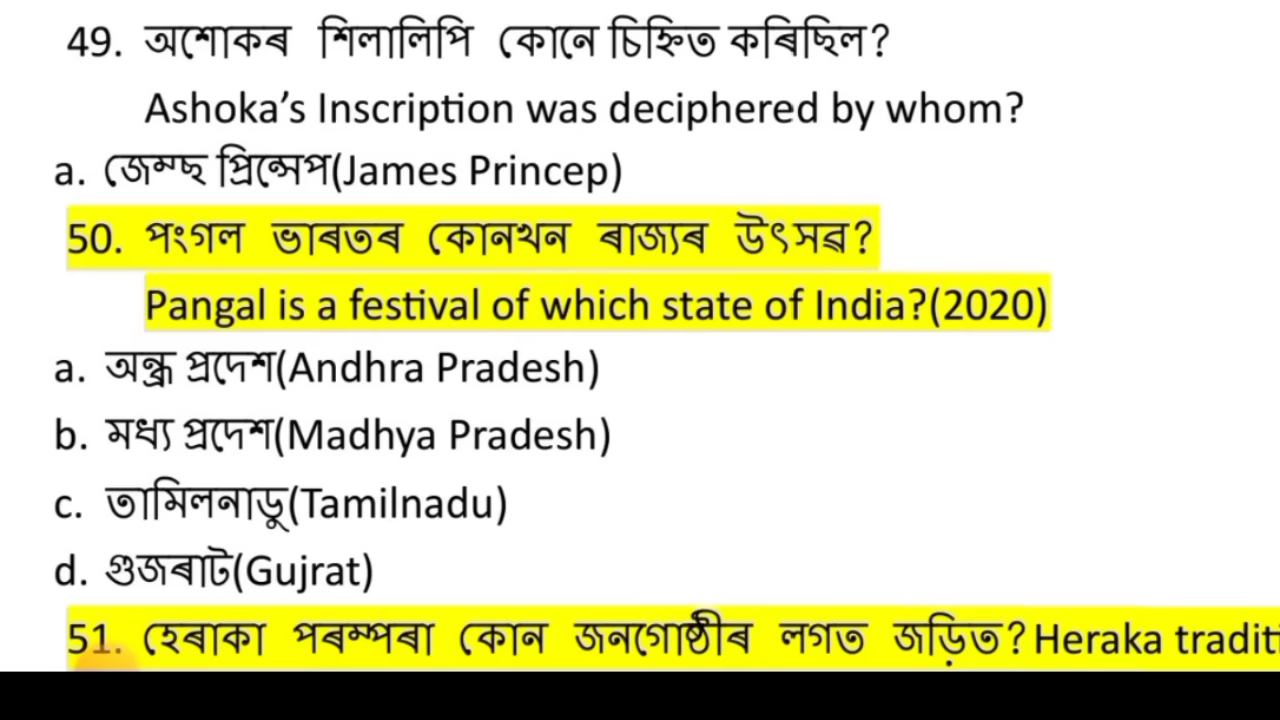 49. অশোকৰ শিলালিপি কোনে চিহ্নিত কৰিছিল?
Ashoka’s Inscription was deciphered by whom?
a. জেম্ছ প্ৰিন্সেপ(James Princep)
50. পংগল ভাৰতৰ কোনখন ৰাজ্যৰ উৎসৱ?
Pangal is a festival of which state of India?(2020)
a. অন্ধ্ৰ প্ৰদেশ(Andhra Pradesh)
b. মধ্য প্ৰদেশ(Madhya Pradesh)
c. তামিলনাডু(Tamilnadu)
d. গুজৰাট(Gujrat)
51. হেৰাকা পৰম্পৰা কোন জনগোষ্ঠীৰ লগত জড়িত? Heraka traditi